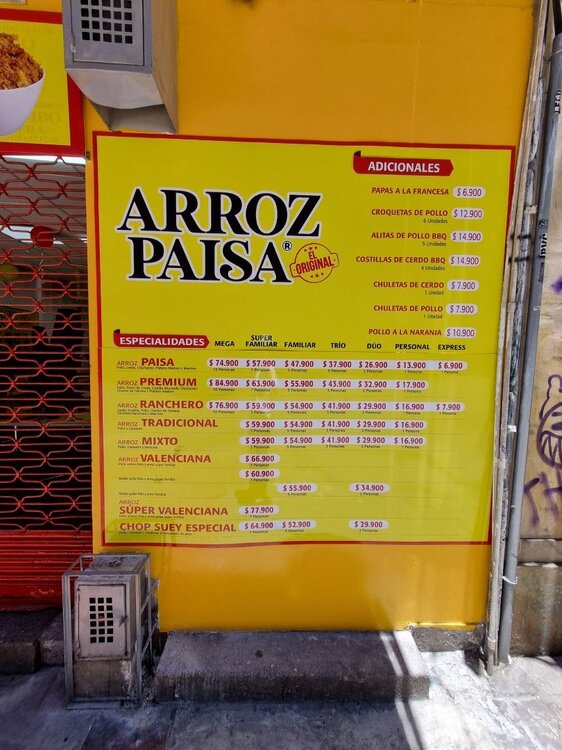 ARROZ
PAISA®
EL
ORIGINAL
ADICIONALES
PAPAS A LA FRANCESA $ 6.900
CROQUETAS DE POLLO $ 12.900
6 Unidades
ALITAS DE POLLO BBQ $ 14.900
5 Unidades
COSTILLAS DE CERDO BBQ $ 14.900
4 Unidades
CHULETAS DE CERDO $ 7.900
1 Unidad
CHULETAS DE POLLO $ 7.900
1 Unidad
POLLO A LA NARANJA $ 10.900
ESPECIALIDADES MEGA SUPER FAMILIAR FAMILIAR TRÍO DÚO PERSONAL EXPRESS
ARROZ PAISA $ 74.900 $ 57.900 $ 47.900 $ 37.900 $ 26.900 $ 13.900 $ 6.900
ARROZ PREMIUM $ 84.900 $ 63.900 $ 55.900 $ 43.900 $ 32.900 $ 17.900
ARROZ RANCHERO $ 76.900 $ 59.900 $ 54.900 $ 41.900 $ 29.900 $ 16.900 $ 7.900
ARROZ TRADICIONAL $ 59.900 $ 54.900 $ 41.900 $ 29.900 $ 16.900
ARROZ MIXTO $ 59.900 $ 54.900 $ 41.900 $ 29.900 $ 16.900
ARROZ VALENCIANA $ 66.900
$ 60.900
$ 55.900 $ 34.900
ARROZ
SÚPER VALENCIANA $ 77.900
CHOP SUEY ESPECIAL $ 64.900 $ 52.900 $ 29.900